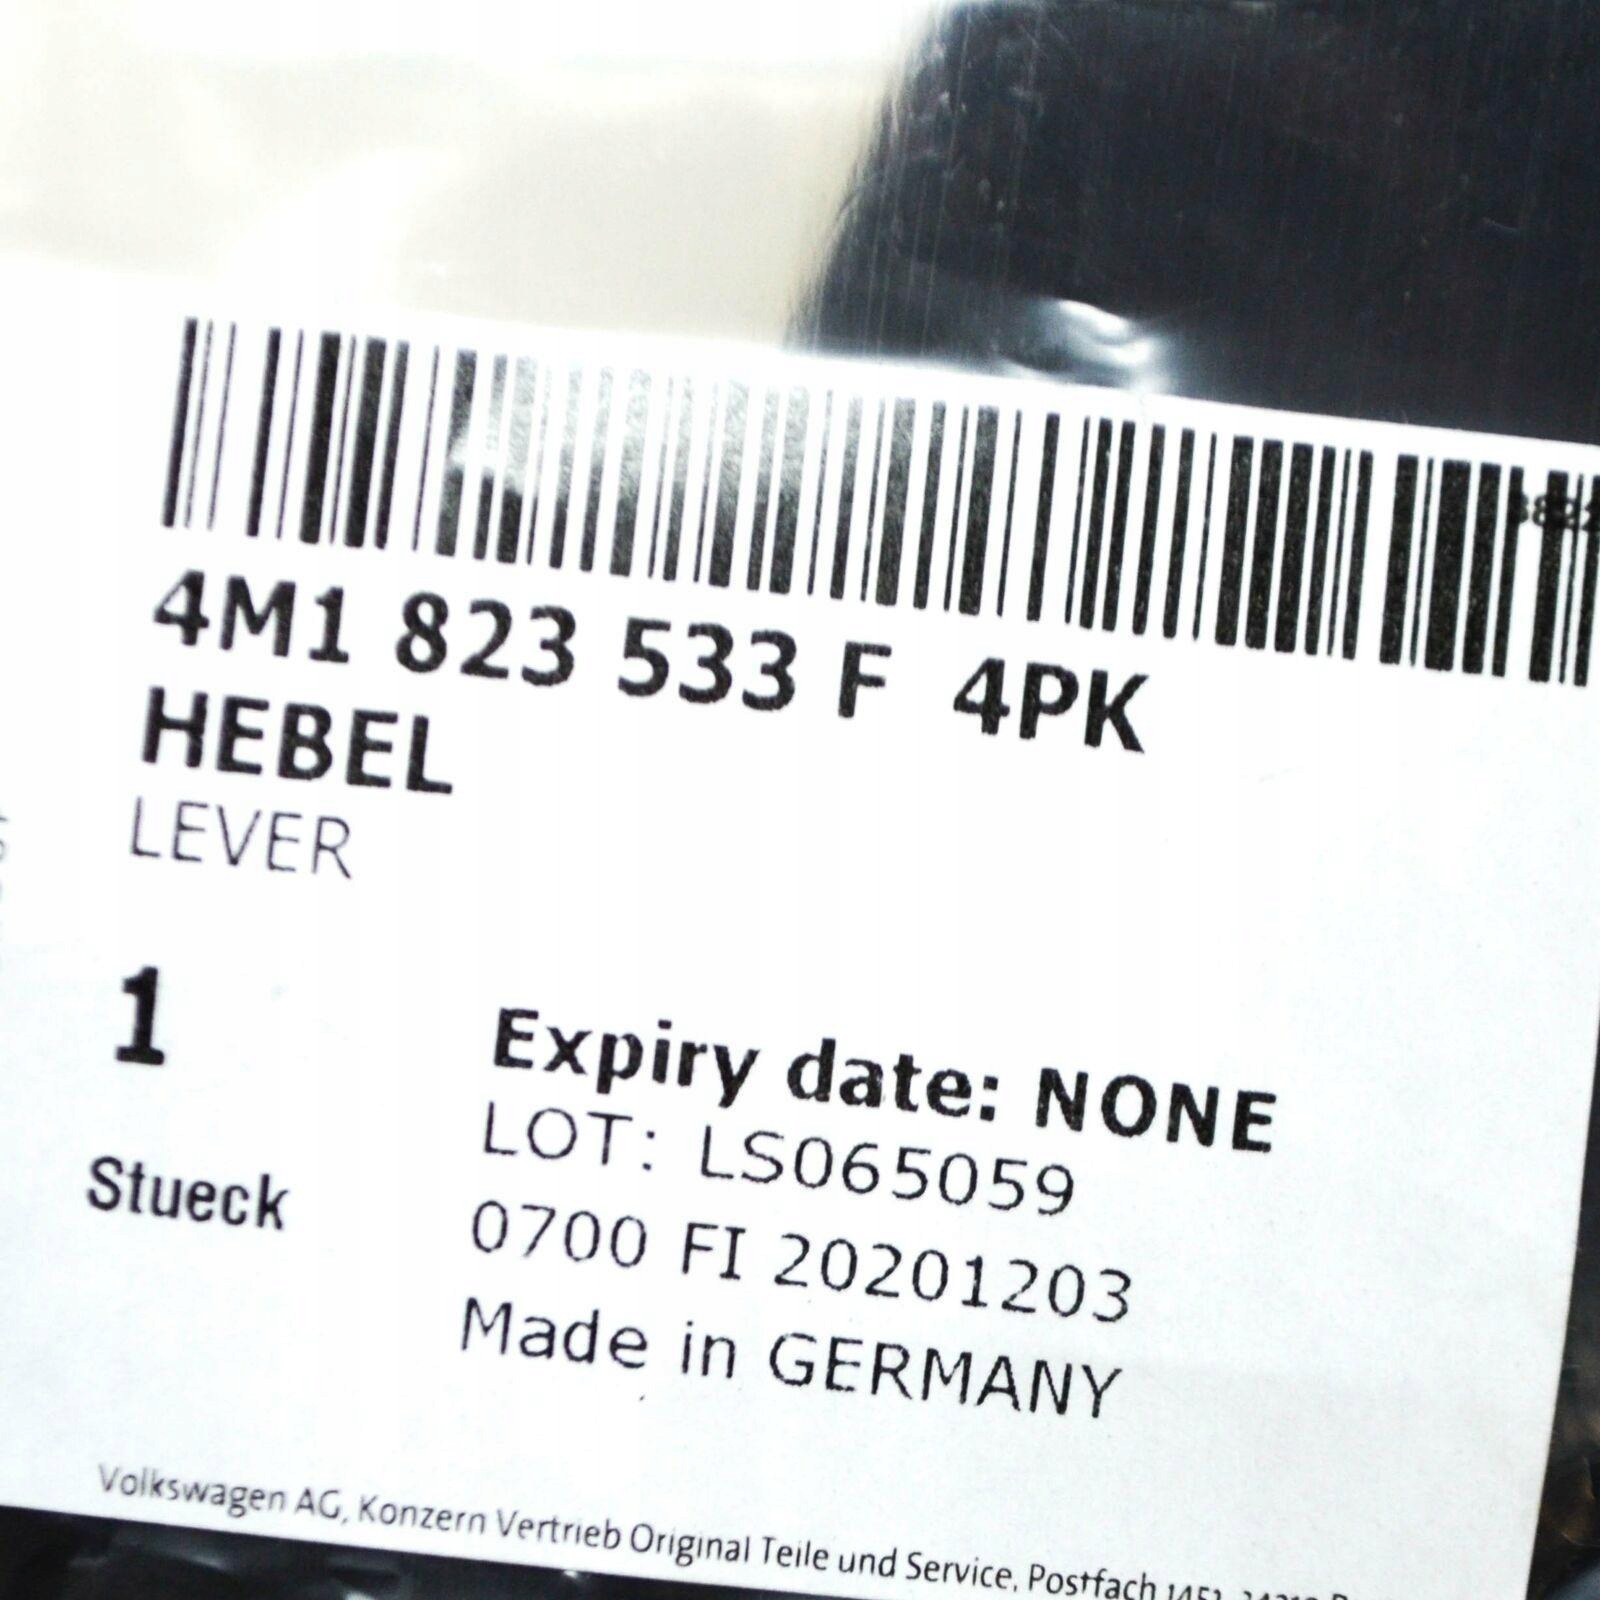 4M1 823 533 F 4PK
HEBEL
LEVER
1
Stueck
Expiry date: NONE
LOT: LS065059
0700 FI 20201203
Made in GERMANY
Volkswagen AG, Konzern Vertrieb Original Teile und Service, Postfach